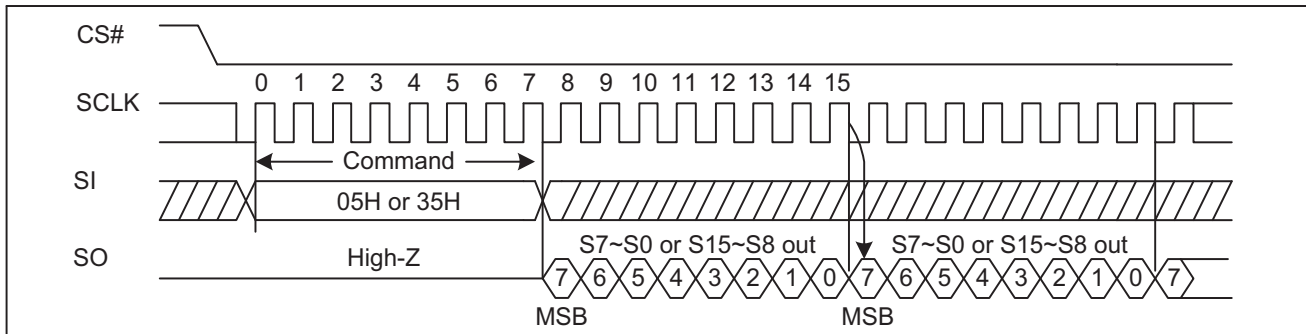 CS#
0 1 2 3 4 5 6 7 8 9 10 11 12 13 14 15
SCLK
Command
SI
05H or 35H
S7~S0 or S15~S8 out S7~S0 or S15~S8 out
SO High-Z
7 6 5 4 3 2 1 0 7 6 5 4 3 2 1 0 7
MSB MSB